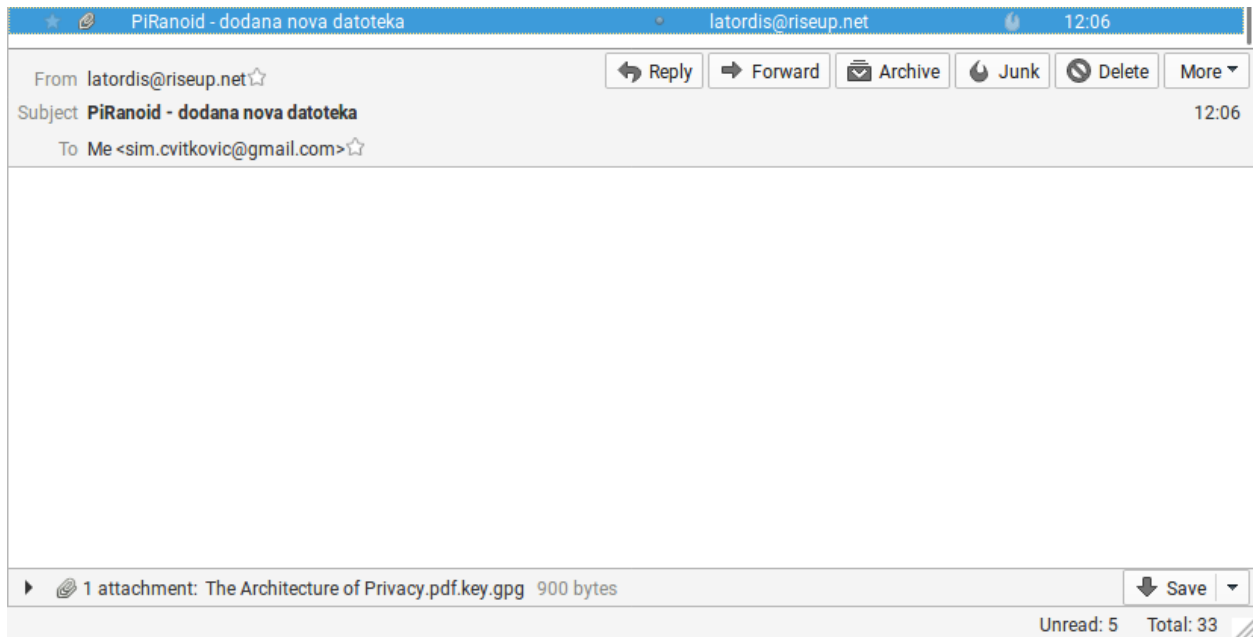 PiRanoid - dodana nova datoteka latordis@riseup.net 12:06
From latordis@riseup.net Reply Forward Archive Junk Delete More
Subject PiRanoid - dodana nova datoteka 12:06
To Me <sim.cvitkovic@gmail.com>
1 attachment: The Architecture of Privacy.pdf.key.gpg 900 bytes Save
Unread: 5 Total: 33